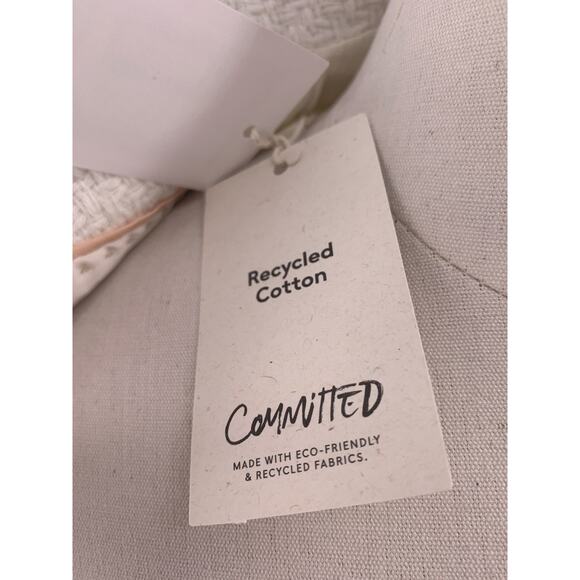 Recycled
Cotton
COMMITTED
MADE WITH ECO-FRIENDLY
& RECYCLED FABRICS.